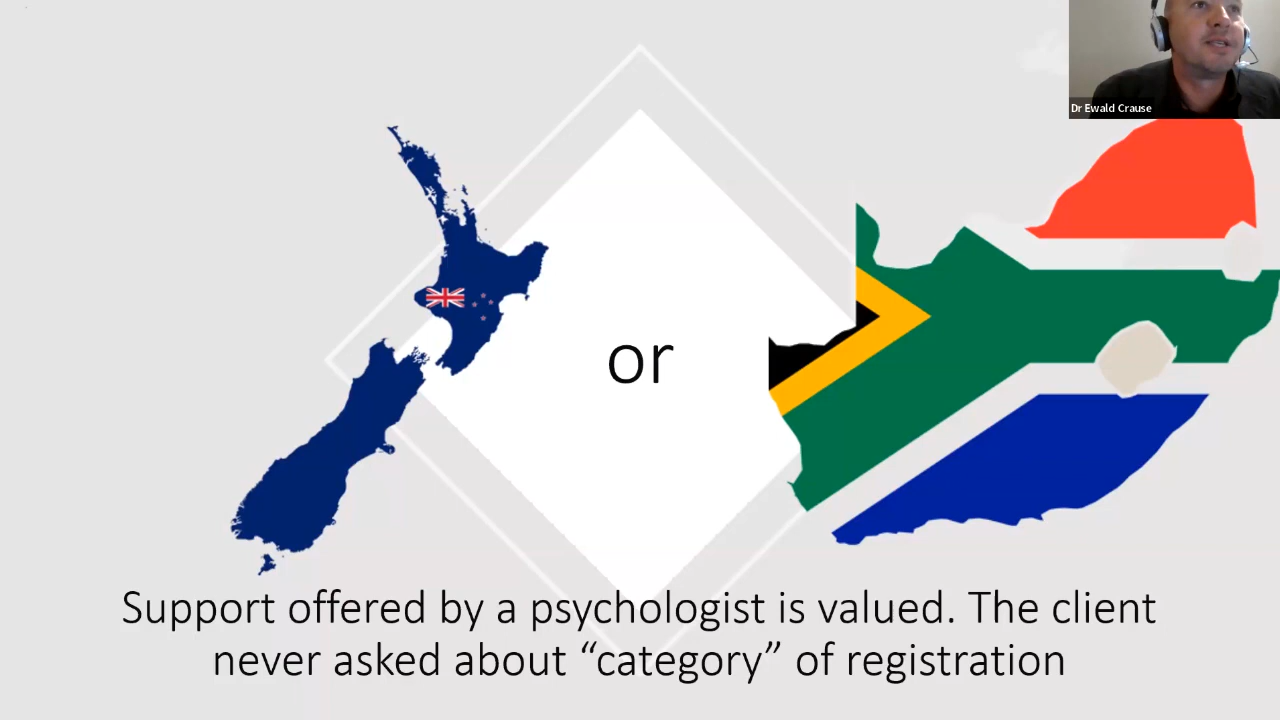 Dr Ewald Crause
or
Support offered by a psychologist is valued. The client
never asked about “category” of registration